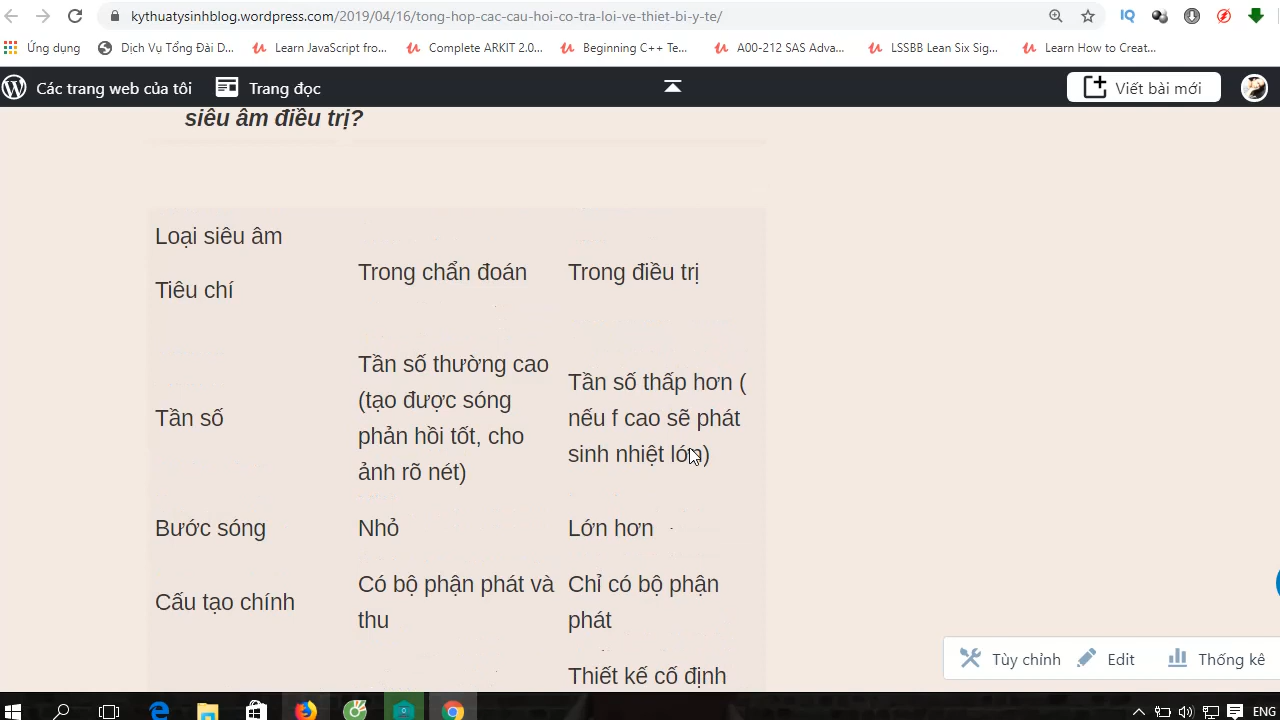 kythuatysinhblog.wordpress.com/2019/04/16/tong-hop-cac-cau-hoi-co-tra-loi-ve-thiet-bi-y-te/
IQ
Ứng dụng
Dịch Vụ Tổng Đài D...
Learn JavaScript fro...
Complete ARKIT 2.0...
Beginning C++ Te...
A00-212 SAS Adva...
LSSBB Lean Six Sig...
Learn How to Creat...
Các trang web của tôi
Trang đọc
Viết bài mới
siêu âm điều trị?
Loại siêu âm
Tiêu chí
Trong chẩn đoán
Trong điều trị
Tần số
Tần số thường cao
(tạo được sóng
phản hồi tốt, cho
ảnh rõ nét)
Tần số thấp hơn (
nếu f cao sẽ phát
sinh nhiệt lớn)
Bước sóng
Nhỏ
Lớn hơn
Cấu tạo chính
Có bộ phận phát và
thu
Chỉ có bộ phận
phát
Thiết kế cố định
Tùy chỉnh
Edit
Thống kê
ENG